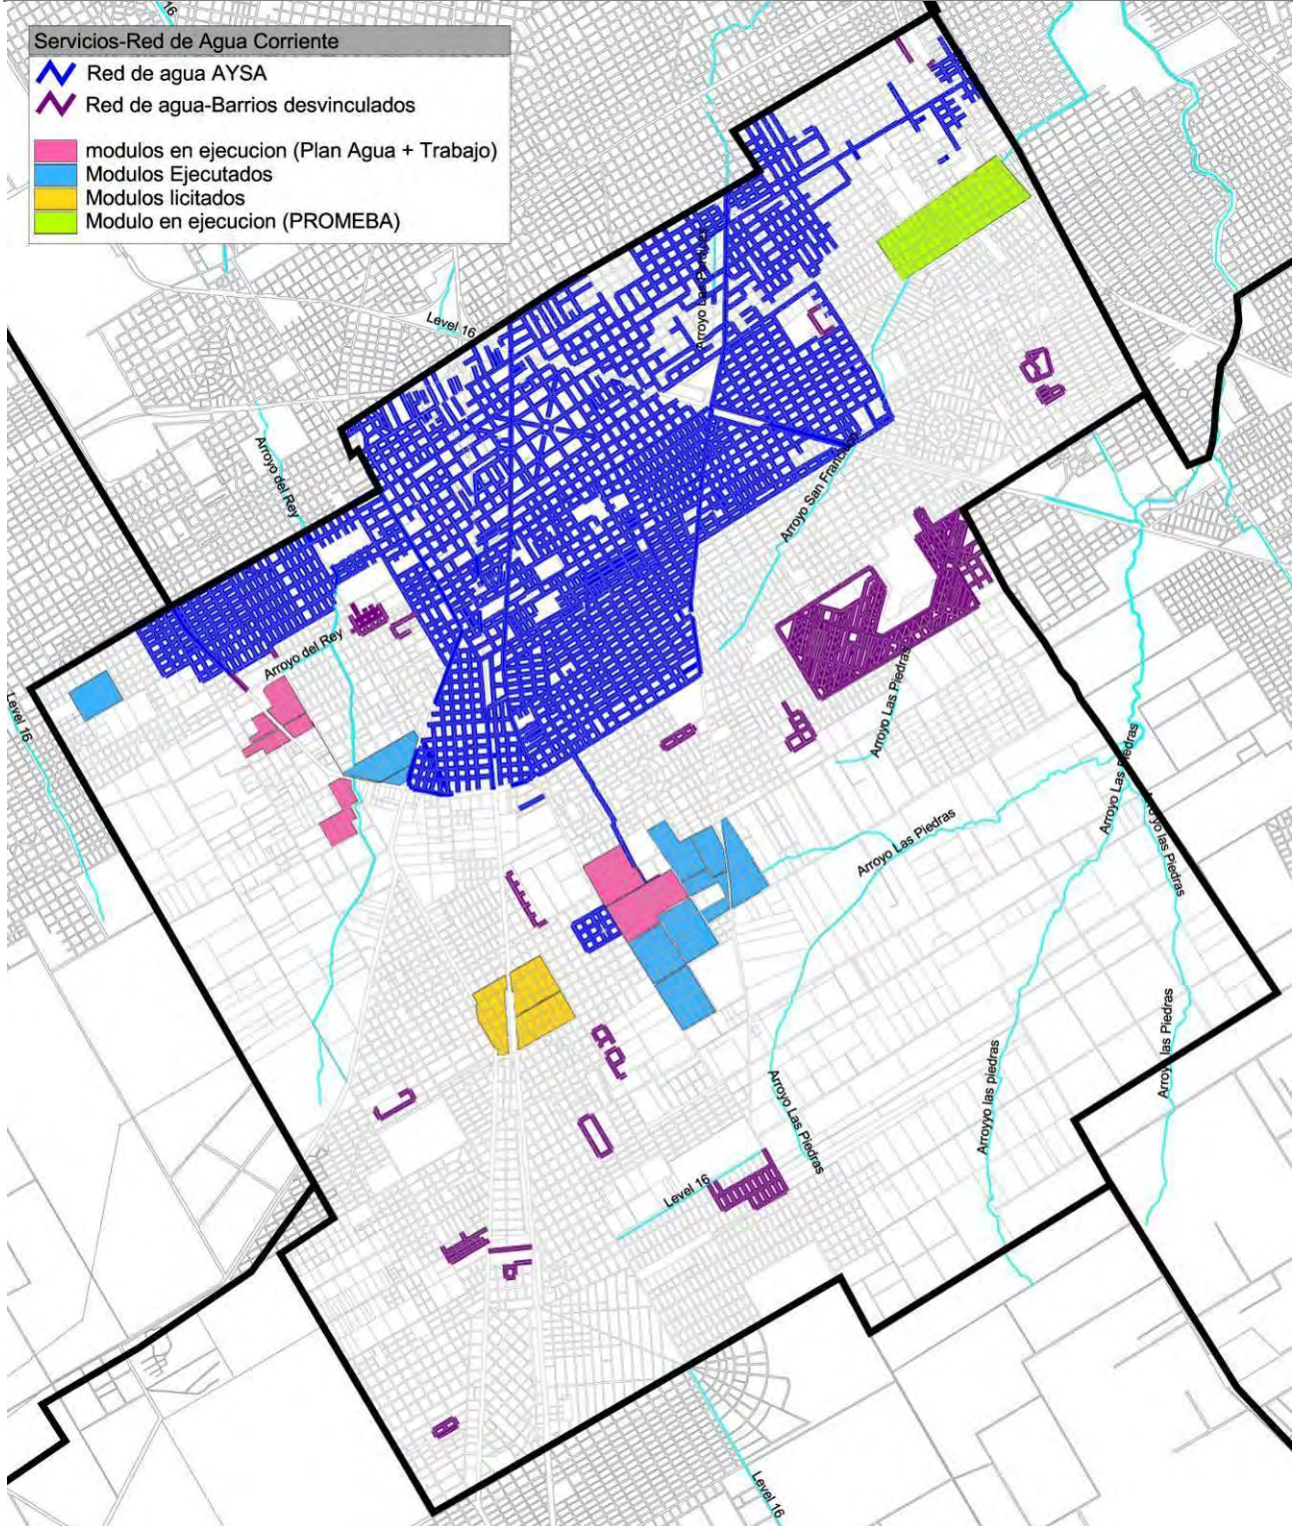 16
Servicios-Red de Agua Corriente
Red de agua AYSA
Red de agua-Barrios desvinculados
modulos en ejecucion (Plan Agua + Trabajo)
Modulos Ejecutados
Modulos licitados
Modulo en ejecucion (PROMEBA)
Level 16
Arroyo del Rey
Arroyo San Francisco
Arroyo del Rey
Level 16
Arroyo Las Piedras
Arroyo Las Piedras
Arroyo Las Piedras
Arroyo las Piedras
Arroyo las Piedras
Arroyyo las piedras
Arroyo Las Piedras
Level 16
Level 16